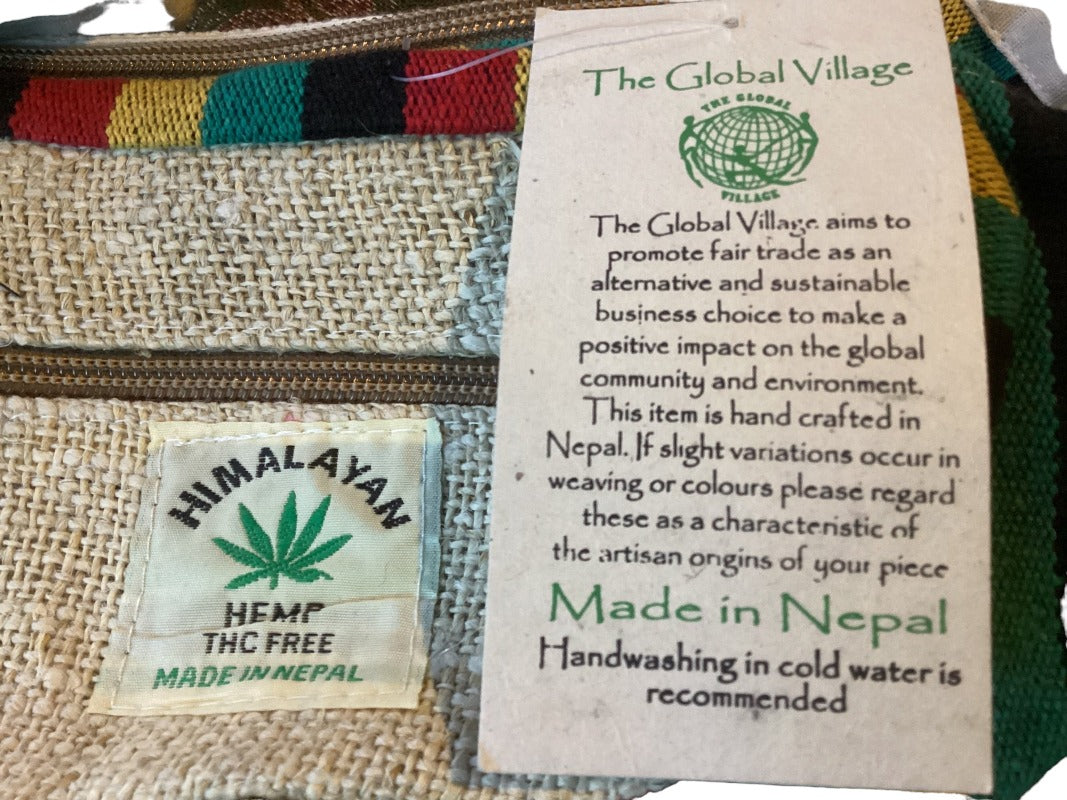 The Global Village
THE GLOBAL
VILLAGE
The Global Village aims to
promote fair trade as an
alternative and sustainable
business choice to make a
positive impact on the global
community and environment.
This item is hand crafted in
Nepal. If slight variations occur in
weaving or colours please regard
these as a characteristic of
the artisan origins of your piece
Made in Nepal
Handwashing in cold water is
recommended
HIMALAYAN
HEMP
THC FREE
MADE IN NEPAL